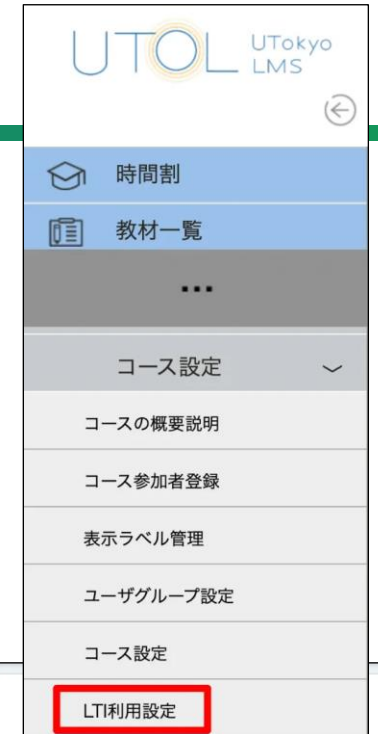 UTOL UTokyo
LMS
時間割
教材一覧
...
コース設定
コースの概要説明
コース参加者登録
表示ラベル管理
ユーザグループ設定
コース設定
LTI利用設定